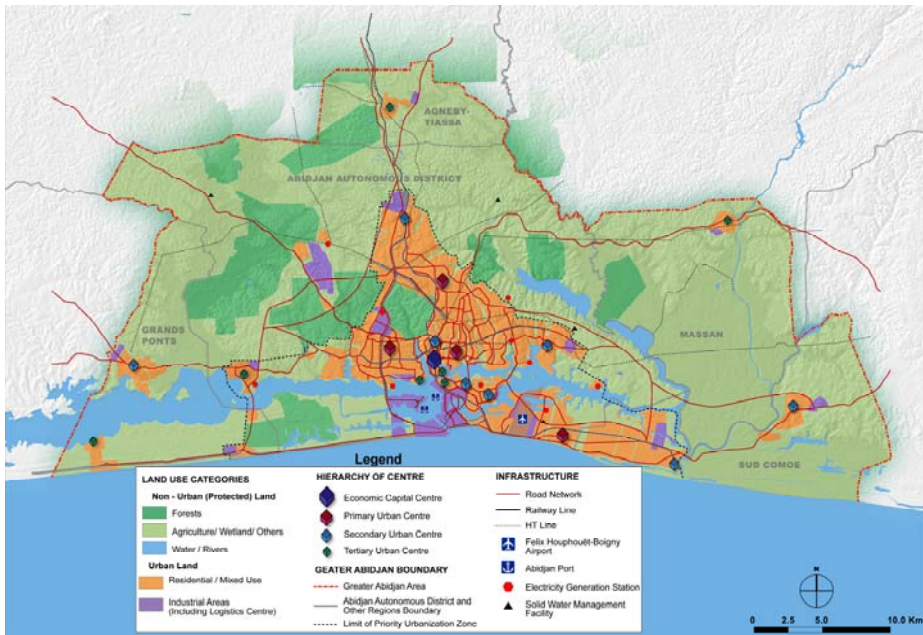 AGNEBY-
TIASSA
ABIDJAN AUTONOMOUS DISTRICT
GRANDS
PONTS
MASSAN
SUD COMOE
Legend
LAND USE CATEGORIES
Non - Urban (Protected) Land
Forests
Agriculture/ Wetland/ Others
Water / Rivers
Urban Land
Residential / Mixed Use
Industrial Areas
(Including Logistics Centre)
HIERARCHY OF CENTRE
Economic Capital Centre
Primary Urban Centre
Secondary Urban Centre
Tertiary Urban Centre
GEATER ABIDJAN BOUNDARY
Greater Abidjan Area
Abidjan Autonomous District and
Other Regions Boundary
Limit of Priority Urbanization Zone
INFRASTRUCTURE
Road Network
Railway Line
HT Line
Felix Houphouët-Boigny
Airport
Abidjan Port
Electricity Generation Station
Solid Water Management
Facility
N
0 2.5 5.0 10.0 Km